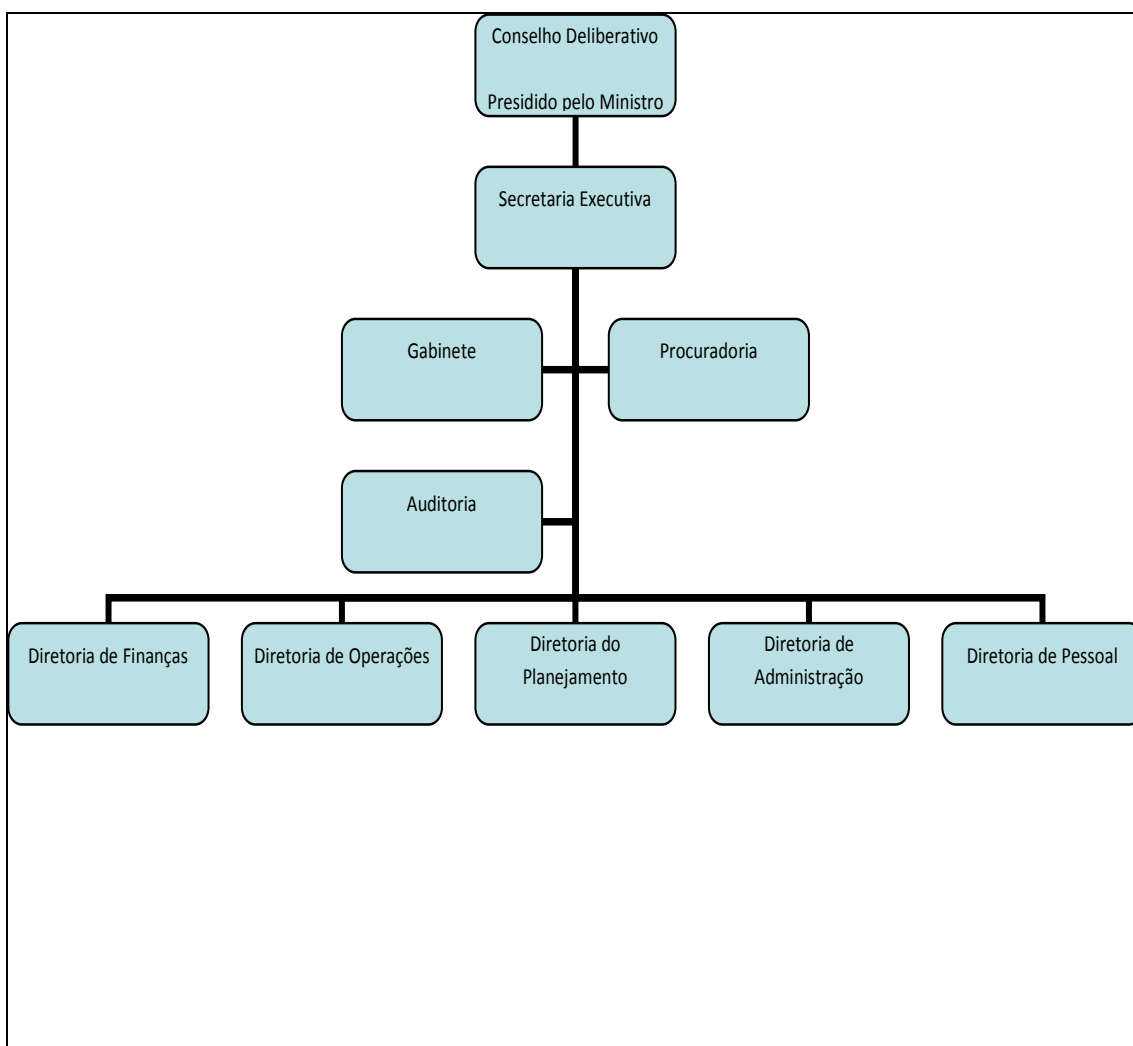 Conselho Deliberativo
Presidido pelo Ministro
Secretaria Executiva
Gabinete
Procuradoria
Auditoria
Diretoria de Finanças
Diretoria de Operações
Diretoria do
Planejamento
Diretoria de
Administração
Diretoria de Pessoal